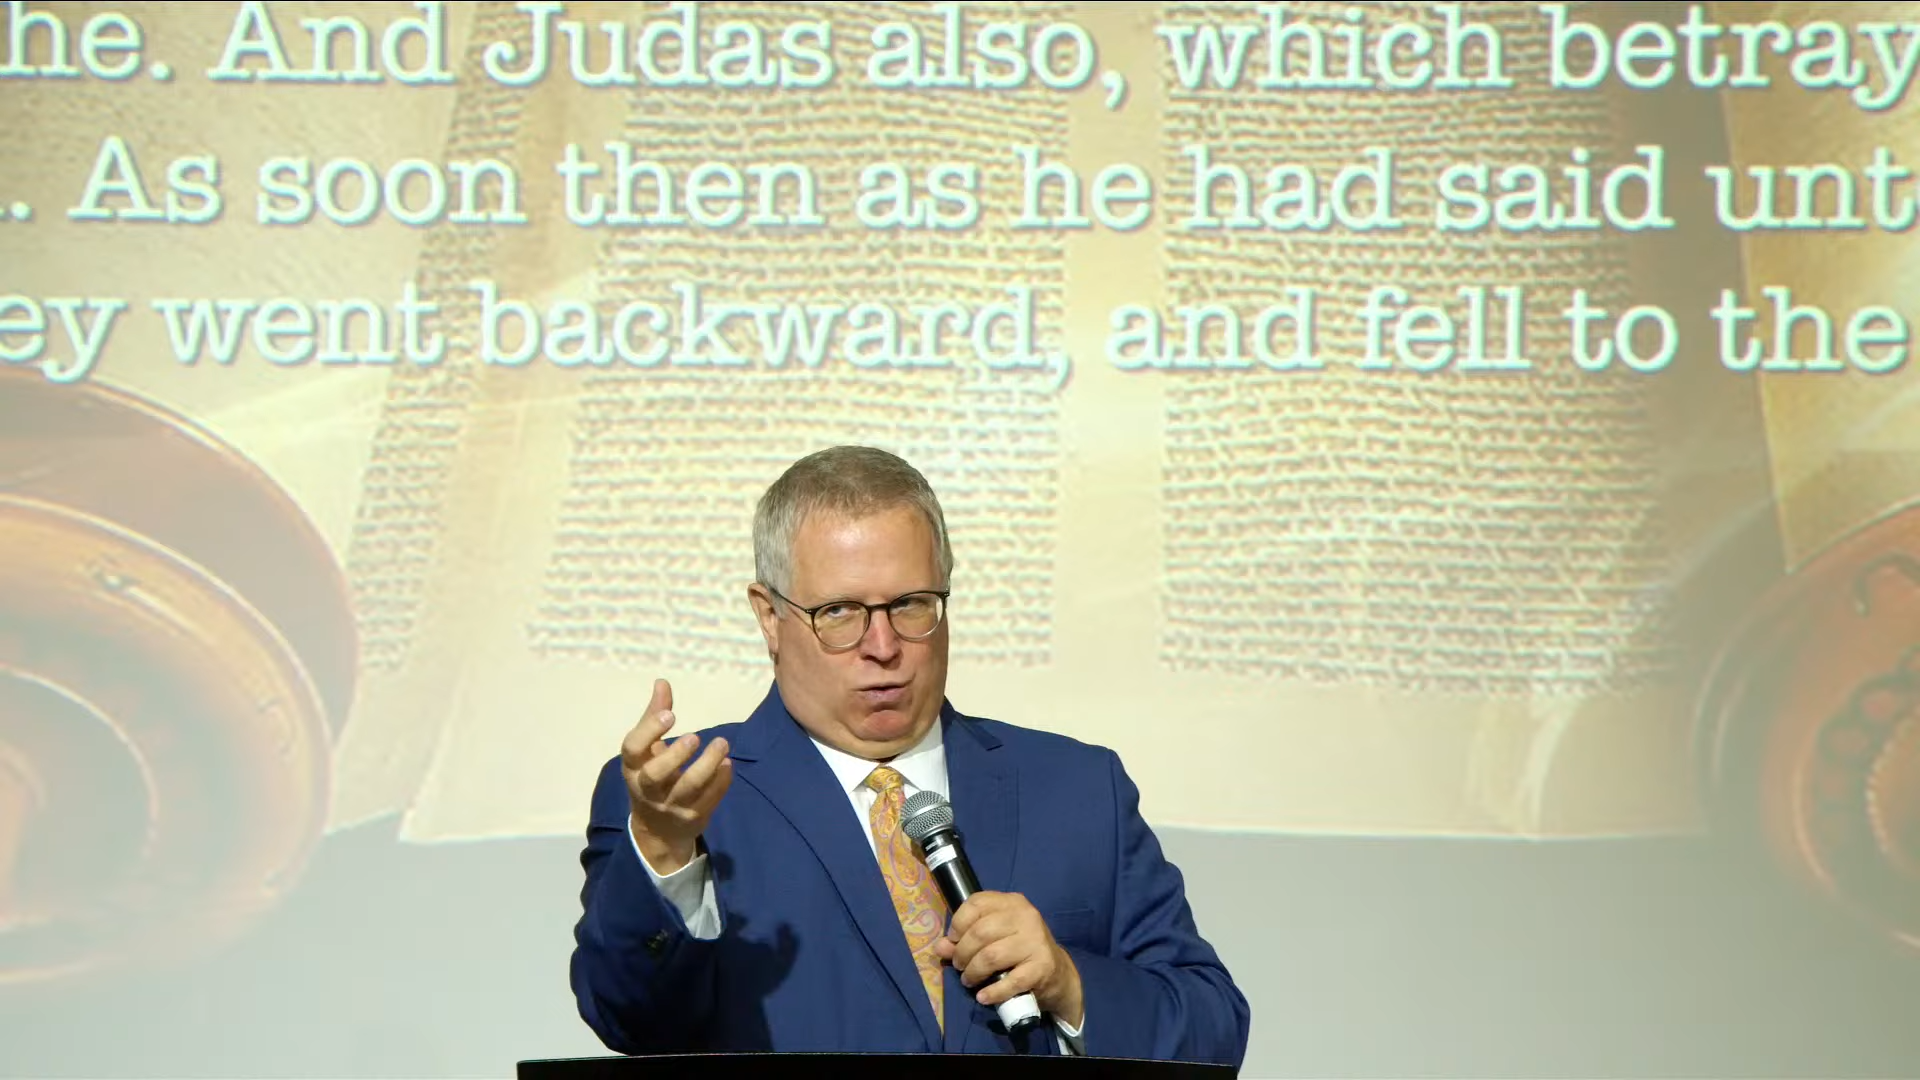 he. And Judas also, which betray
. As soon then as he had said unt
ey went backward, and fell to the